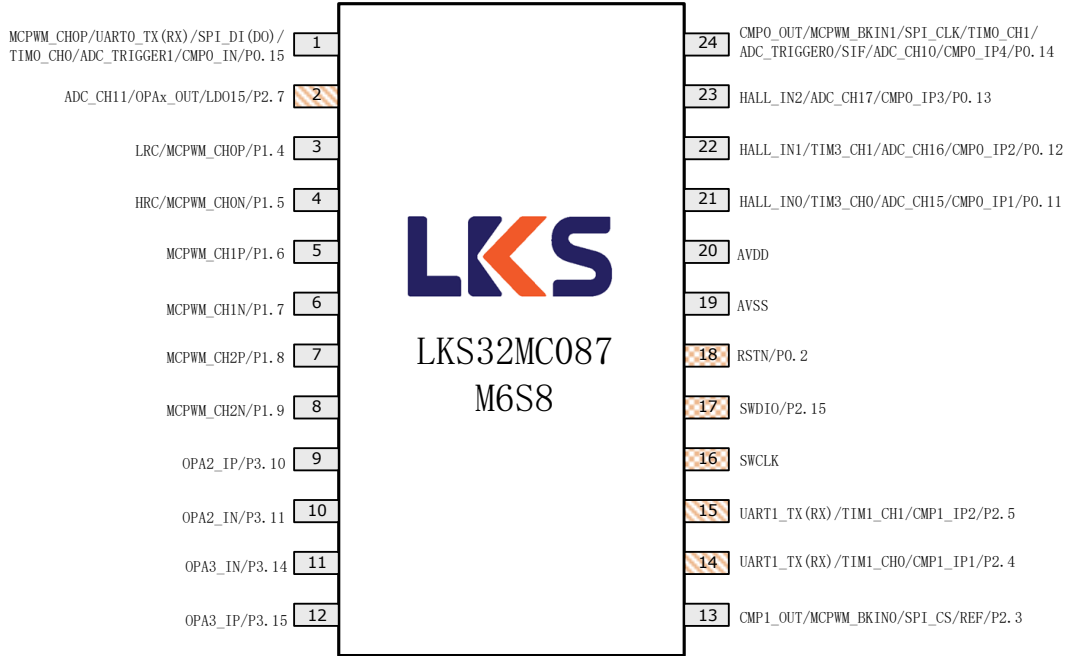 MCPWM_CH0P/UART0_TX(RX)/SPI_DI(DO)/
TIM0_CH0/ADC_TRIGGER1/CMP0_IN/P0.15
1
ADC_CH11/OPAx_OUT/LDO15/P2.7
2
LRC/MCPWM_CH0P/P1.4
3
HRC/MCPWM_CH0N/P1.5
4
MCPWM_CH1P/P1.6
5
MCPWM_CH1N/P1.7
6
MCPWM_CH2P/P1.8
7
MCPWM_CH2N/P1.9
8
OPA2_IP/P3.10
9
OPA2_IN/P3.11
10
OPA3_IN/P3.14
11
OPA3_IP/P3.15
12
LKS
LKS32MC087
M6S8
24
CMP0_OUT/MCPWM_BKIN1/SPI_CLK/TIM0_CH1/
ADC_TRIGGER0/SIF/ADC_CH10/CMP0_IP4/P0.14
23
HALL_IN2/ADC_CH17/CMP0_IP3/P0.13
22
HALL_IN1/TIM3_CH1/ADC_CH16/CMP0_IP2/P0.12
21
HALL_IN0/TIM3_CH0/ADC_CH15/CMP0_IP1/P0.11
20
AVDD
19
AVSS
18
RSTN/P0.2
17
SWDIO/P2.15
16
SWCLK
15
UART1_TX(RX)/TIM1_CH1/CMP1_IP2/P2.5
14
UART1_TX(RX)/TIM1_CH0/CMP1_IP1/P2.4
13
CMP1_OUT/MCPWM_BKIN0/SPI_CS/REF/P2.3